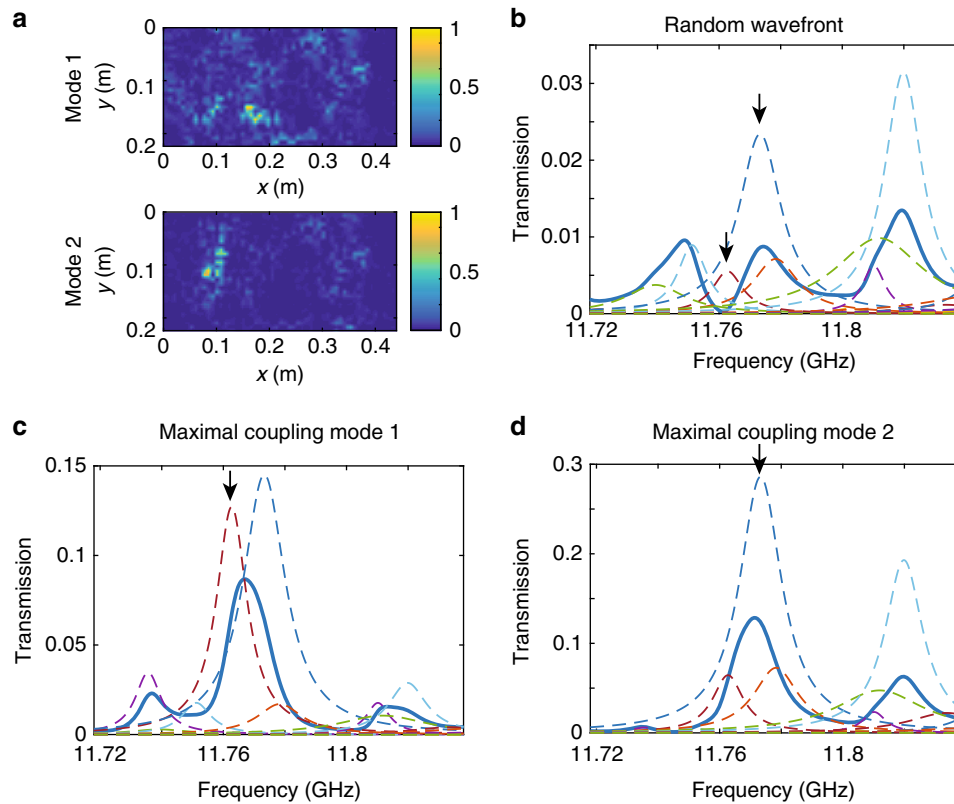 a
Mode 1
y (m)
0
0.1
0.2
0 0.1 0.2 0.3 0.4
x (m)
1
0.5
0
Mode 2
y (m)
0
0.1
0.2
0 0.1 0.2 0.3 0.4
x (m)
1
0.5
0
b
Random wavefront
Transmission
0.03
0.02
0.01
0
11.72 11.76 11.8
Frequency (GHz)
c
Maximal coupling mode 1
Transmission
0.15
0.1
0.05
0
11.72 11.76 11.8
Frequency (GHz)
d
Maximal coupling mode 2
Transmission
0.3
0.2
0.1
0
11.72 11.76 11.8
Frequency (GHz)